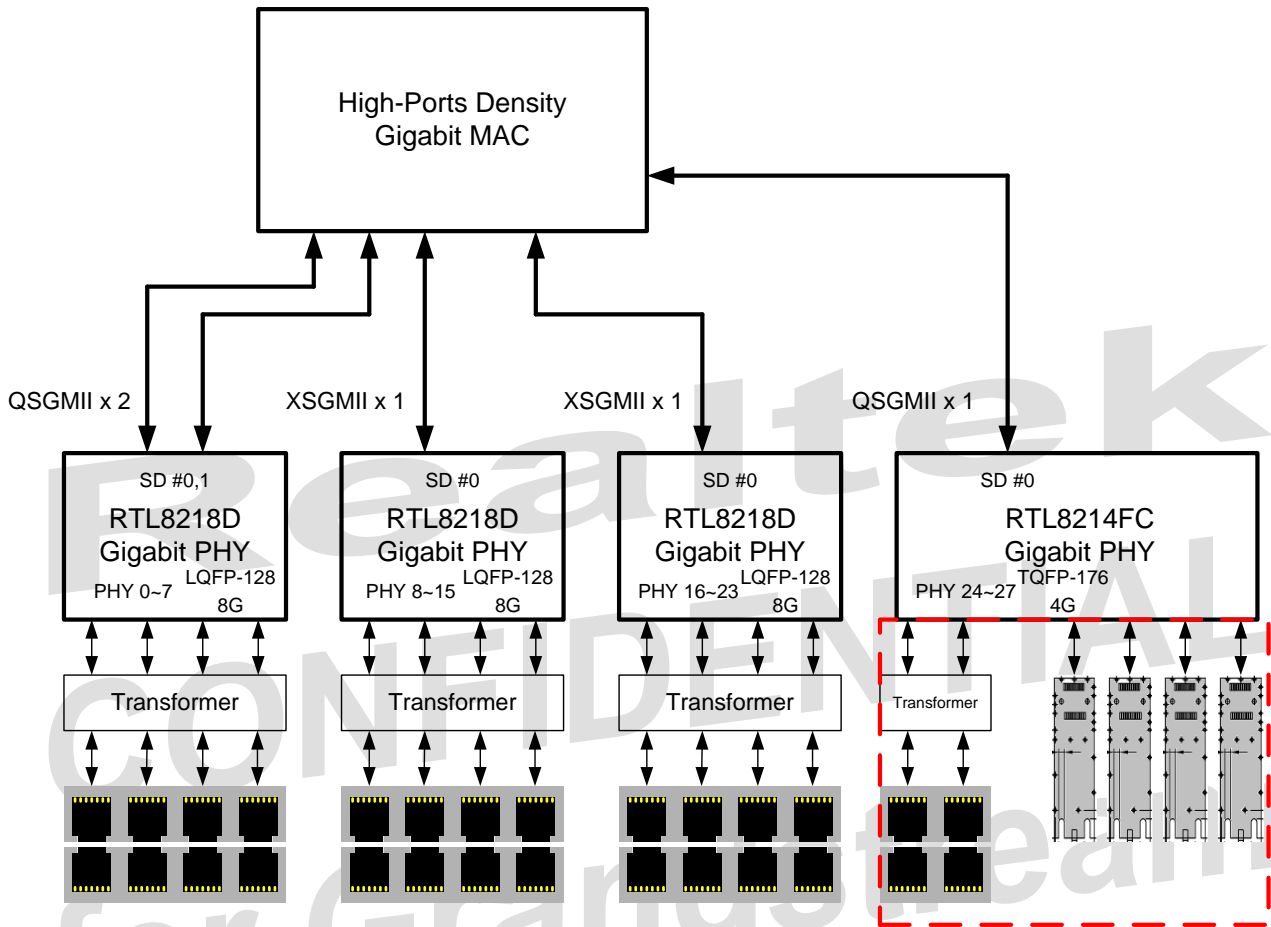 High-Ports Density
Gigabit MAC
QSGMII x 2
XSGMII x 1
XSGMII x 1
QSGMII x 1
SD #0,1
RTL8218D
Gigabit PHY
PHY 0~7
LQFP-128
8G
SD #0
RTL8218D
Gigabit PHY
PHY 8~15
LQFP-128
8G
SD #0
RTL8218D
Gigabit PHY
PHY 16~23
LQFP-128
8G
SD #0
RTL8214FC
Gigabit PHY
PHY 24~27
TQFP-176
4G
Transformer
Transformer
Transformer
Transformer
Realtek
CONFIDENTIAL
for Grandstream